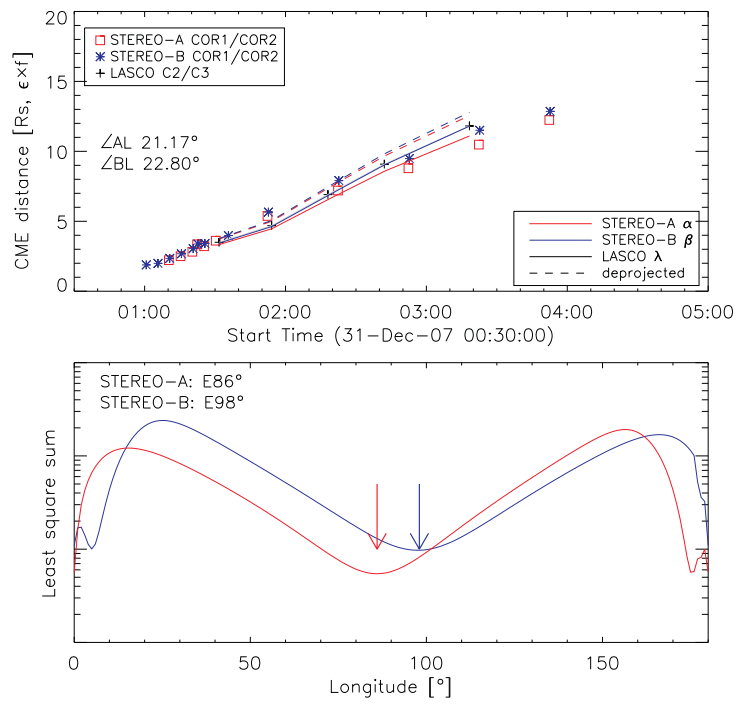 20
15
10
5
0
CME distance [Rs, ϵ×f]
STEREO−A COR1/COR2
STEREO−B COR1/COR2
LASCO C2/C3
∠AL 21.17°
∠BL 22.80°
STEREO−A α
STEREO−B β
LASCO λ
deprojected
01:00 02:00 03:00 04:00 05:00
Start Time (31−Dec−07 00:30:00)
STEREO−A: E86°
STEREO−B: E98°
Least square sum
0 50 100 150
Longitude [°]